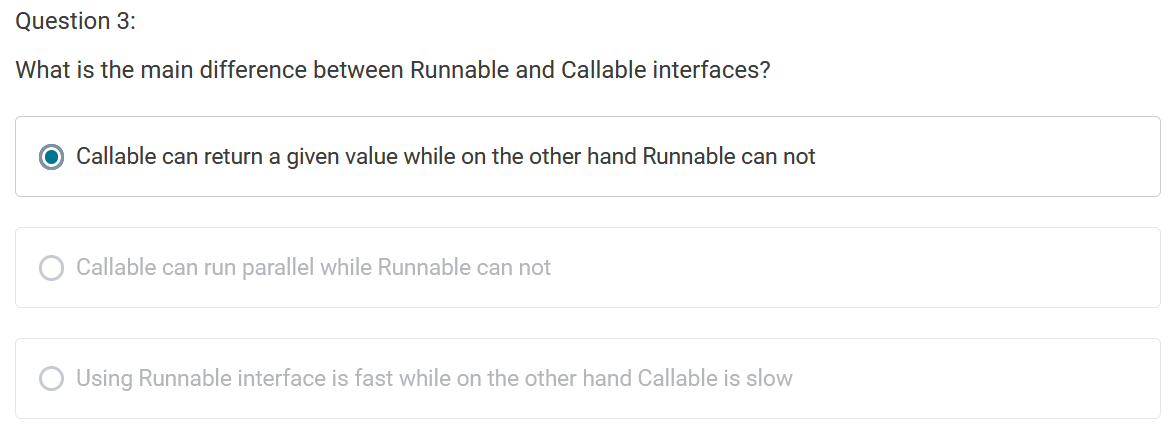 Question 3:
What is the main difference between Runnable and Callable interfaces?
Callable can return a given value while on the other hand Runnable can not
Callable can run parallel while Runnable can not
Using Runnable interface is fast while on the other hand Callable is slow